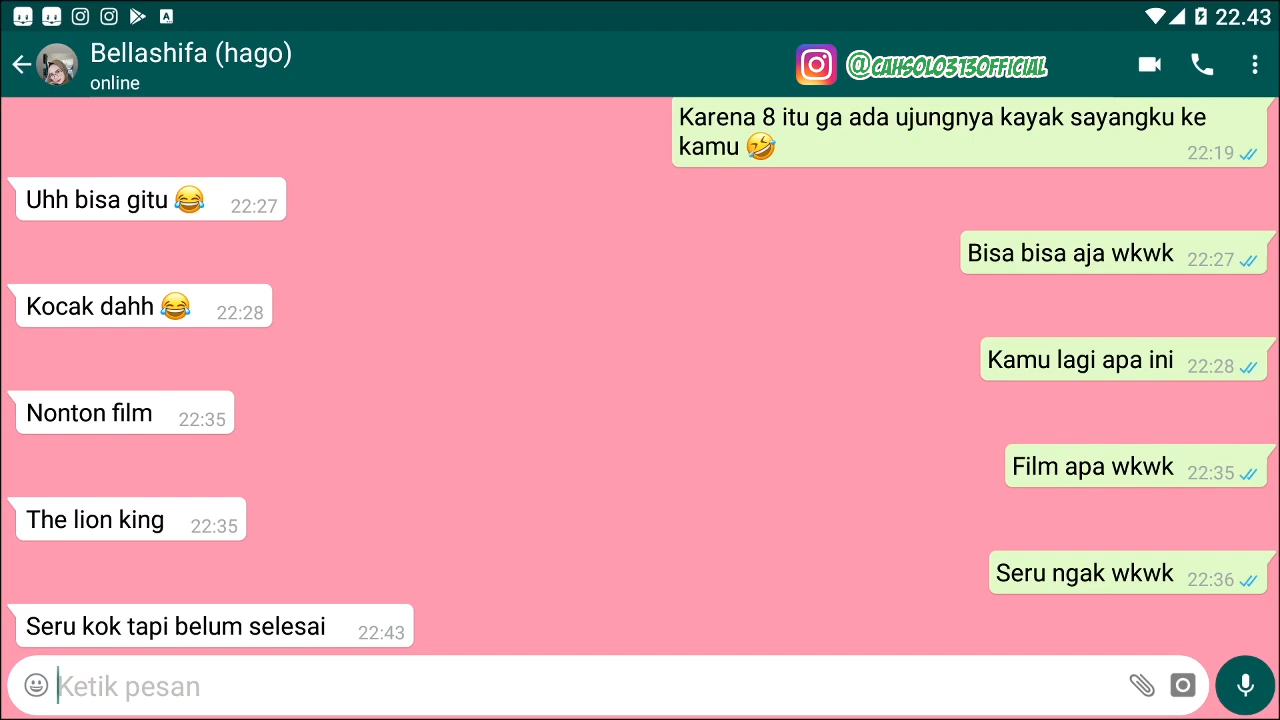 22.43
Bellashifa (hago)
online
@CAHSOLO3130FFICIAL
Karena 8 itu ga ada ujungnya kayak sayangku ke
kamu 🤣
22:19
Uhh bisa gitu 😂 22:27
Bisa bisa aja wkwk 22:27
Kocak dahh 😂 22:28
Kamu lagi apa ini 22:28
Nonton film 22:35
Film apa wkwk 22:35
The lion king 22:35
Seru ngak wkwk 22:36
Seru kok tapi belum selesai 22:43
Ketik pesan